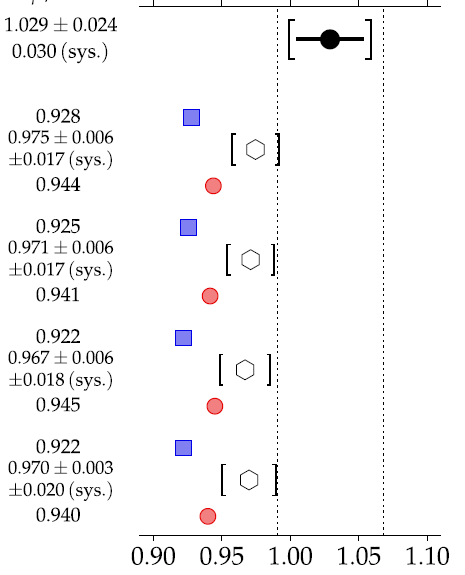 1.029 ± 0.024
0.030 (sys.)
0.928
0.975 ± 0.006
±0.017 (sys.)
0.944
0.925
0.971 ± 0.006
±0.017 (sys.)
0.941
0.922
0.967 ± 0.006
±0.018 (sys.)
0.945
0.922
0.970 ± 0.003
±0.020 (sys.)
0.940
0.90 0.95 1.00 1.05 1.10